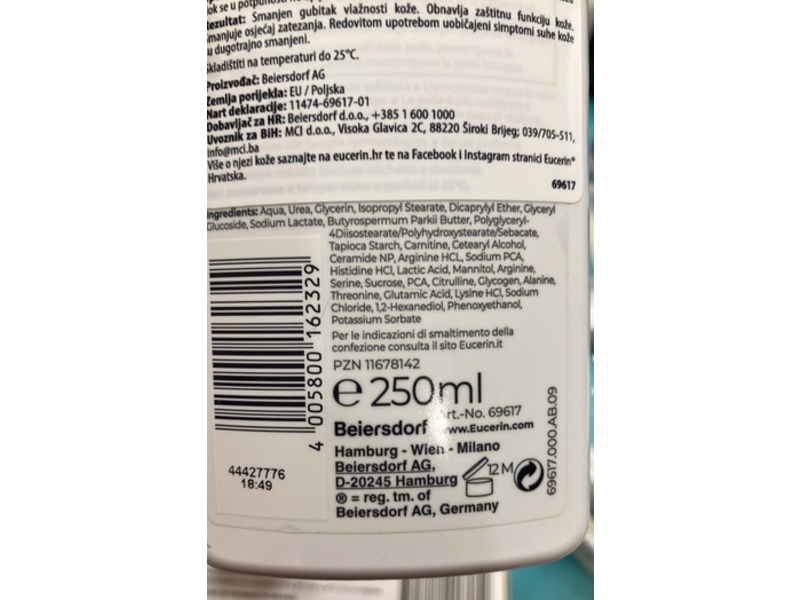 Rezultat: Smanjen gubitak vlažnosti kože. Obnavlja zaštitnu funkciju kože.
osjećaj zatezanja. Redovitom upotrebom uobičajeni simptomi suhe kože
su dugotrajno smanjeni.
Skladištiti na temperaturi do 25°C.
Proizvođač: Beiersdorf AG
Zemlja porijekla: EU / Poljska
Nart deklaracije: 11474-69617-01
Dobavljač za HR: Beiersdorf d.o.o., +385 1 600 1000
Uvoznik za BiH: MCI d.o.o., Visoka Glavica 2C, 88220 Široki Brijeg; 039/705-511,
info@mci.ba
Više o njezi kože saznajte na eucerin.hr te na Facebook i Instagram stranici Eucerin®
Hrvatska.
69617
Ingredients: Aqua, Urea, Glycerin, Isopropyl Stearate, Dicaprylyl Ether, Glyceryl
Glucoside, Sodium Lactate, Butyrospermum Parkii Butter, Polyglyceryl-
4Diisostearate/Polyhydroxystearate/Sebacate,
Tapioca Starch, Carnitine, Cetearyl Alcohol,
Ceramide NP, Arginine HCL, Sodium PCA,
Histidine HCl, Lactic Acid, Mannitol, Arginine,
Serine, Sucrose, PCA, Citrulline, Glycogen, Alanine,
Threonine, Glutamic Acid, Lysine HCl, Sodium
Chloride, 1,2-Hexanediol, Phenoxyethanol,
Potassium Sorbate
Per le indicazioni di smaltimento della
confezione consulta il sito Eucerin.it
PZN 11678142
e 250ml
Art.-No. 69617
Beiersdorf www.Eucerin.com
Hamburg - Wien - Milano
Beiersdorf AG,
D-20245 Hamburg
12 M
® = reg. tm. of
Beiersdorf AG, Germany
69617.000.AB.09
4 005800 162329
44427776
18:49